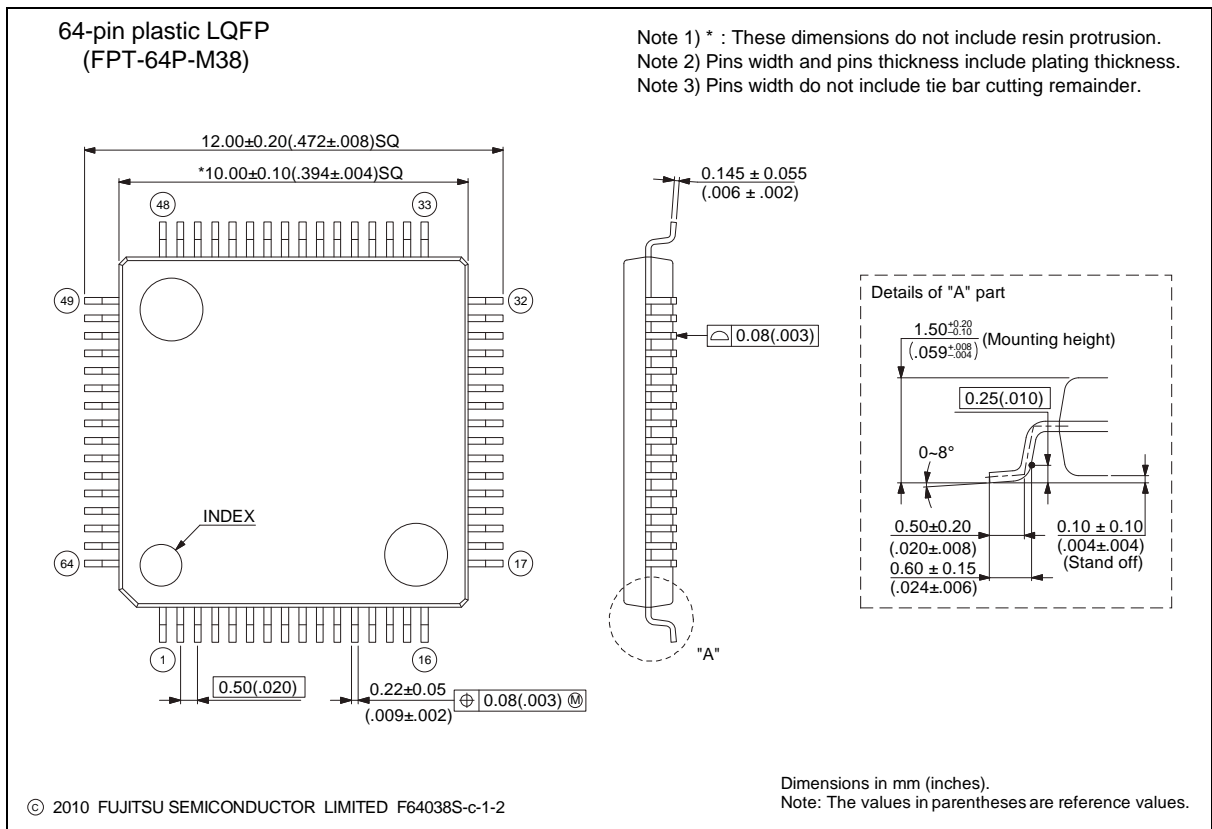 64-pin plastic LQFP
(FPT-64P-M38)
Note 1) * : These dimensions do not include resin protrusion.
Note 2) Pins width and pins thickness include plating thickness.
Note 3) Pins width do not include tie bar cutting remainder.
12.00±0.20(.472±.008)SQ
*10.00±0.10(.394±.004)SQ
48
33
49
32
INDEX
64
17
1
16
0.50(.020)
0.22±0.05
(.009±.002)
⌖ 0.08(.003) Ⓜ
0.145 ± 0.055
(.006 ± .002)
⌓ 0.08(.003)
"A"
Details of "A" part
1.50 +0.20 −0.10
(.059 +.008 −.004)
(Mounting height)
0.25(.010)
0~8°
0.50±0.20
(.020±.008)
0.60 ± 0.15
(.024±.006)
0.10 ± 0.10
(.004±.004)
(Stand off)
© 2010 FUJITSU SEMICONDUCTOR LIMITED F64038S-c-1-2
Dimensions in mm (inches).
Note: The values in parentheses are reference values.